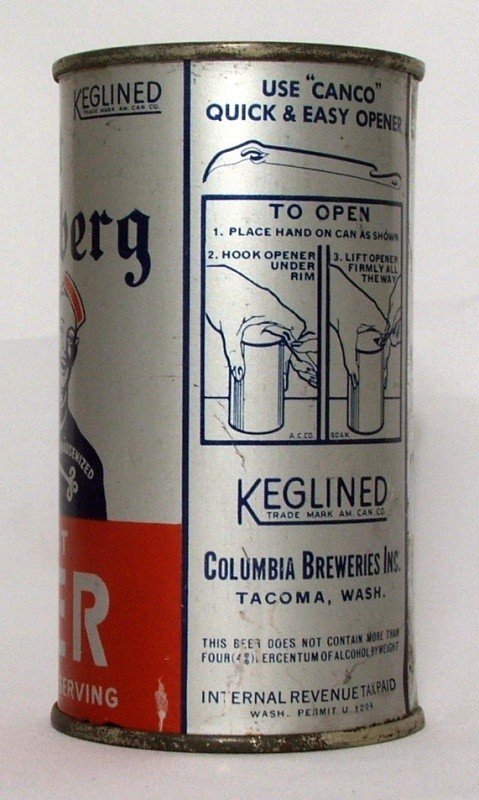 KEGLINED
TRADE MARK AM. CAN CO.
berg
T
ER
SERVING
USE "CANCO"
QUICK & EASY OPENER
TO OPEN
1. PLACE HAND ON CAN AS SHOWN
2. HOOK OPENER
UNDER
RIM
3. LIFT OPENER
FIRMLY ALL
THE WAY
A.C.CO.
KEGLINED
TRADE MARK AM. CAN CO.
COLUMBIA BREWERIES INC.
TACOMA, WASH.
THIS BEER DOES NOT CONTAIN MORE THAN
FOUR(4%)PERCENTUM OF ALCOHOL BY WEIGHT
INTERNAL REVENUE TAX PAID
WASH. PERMIT U